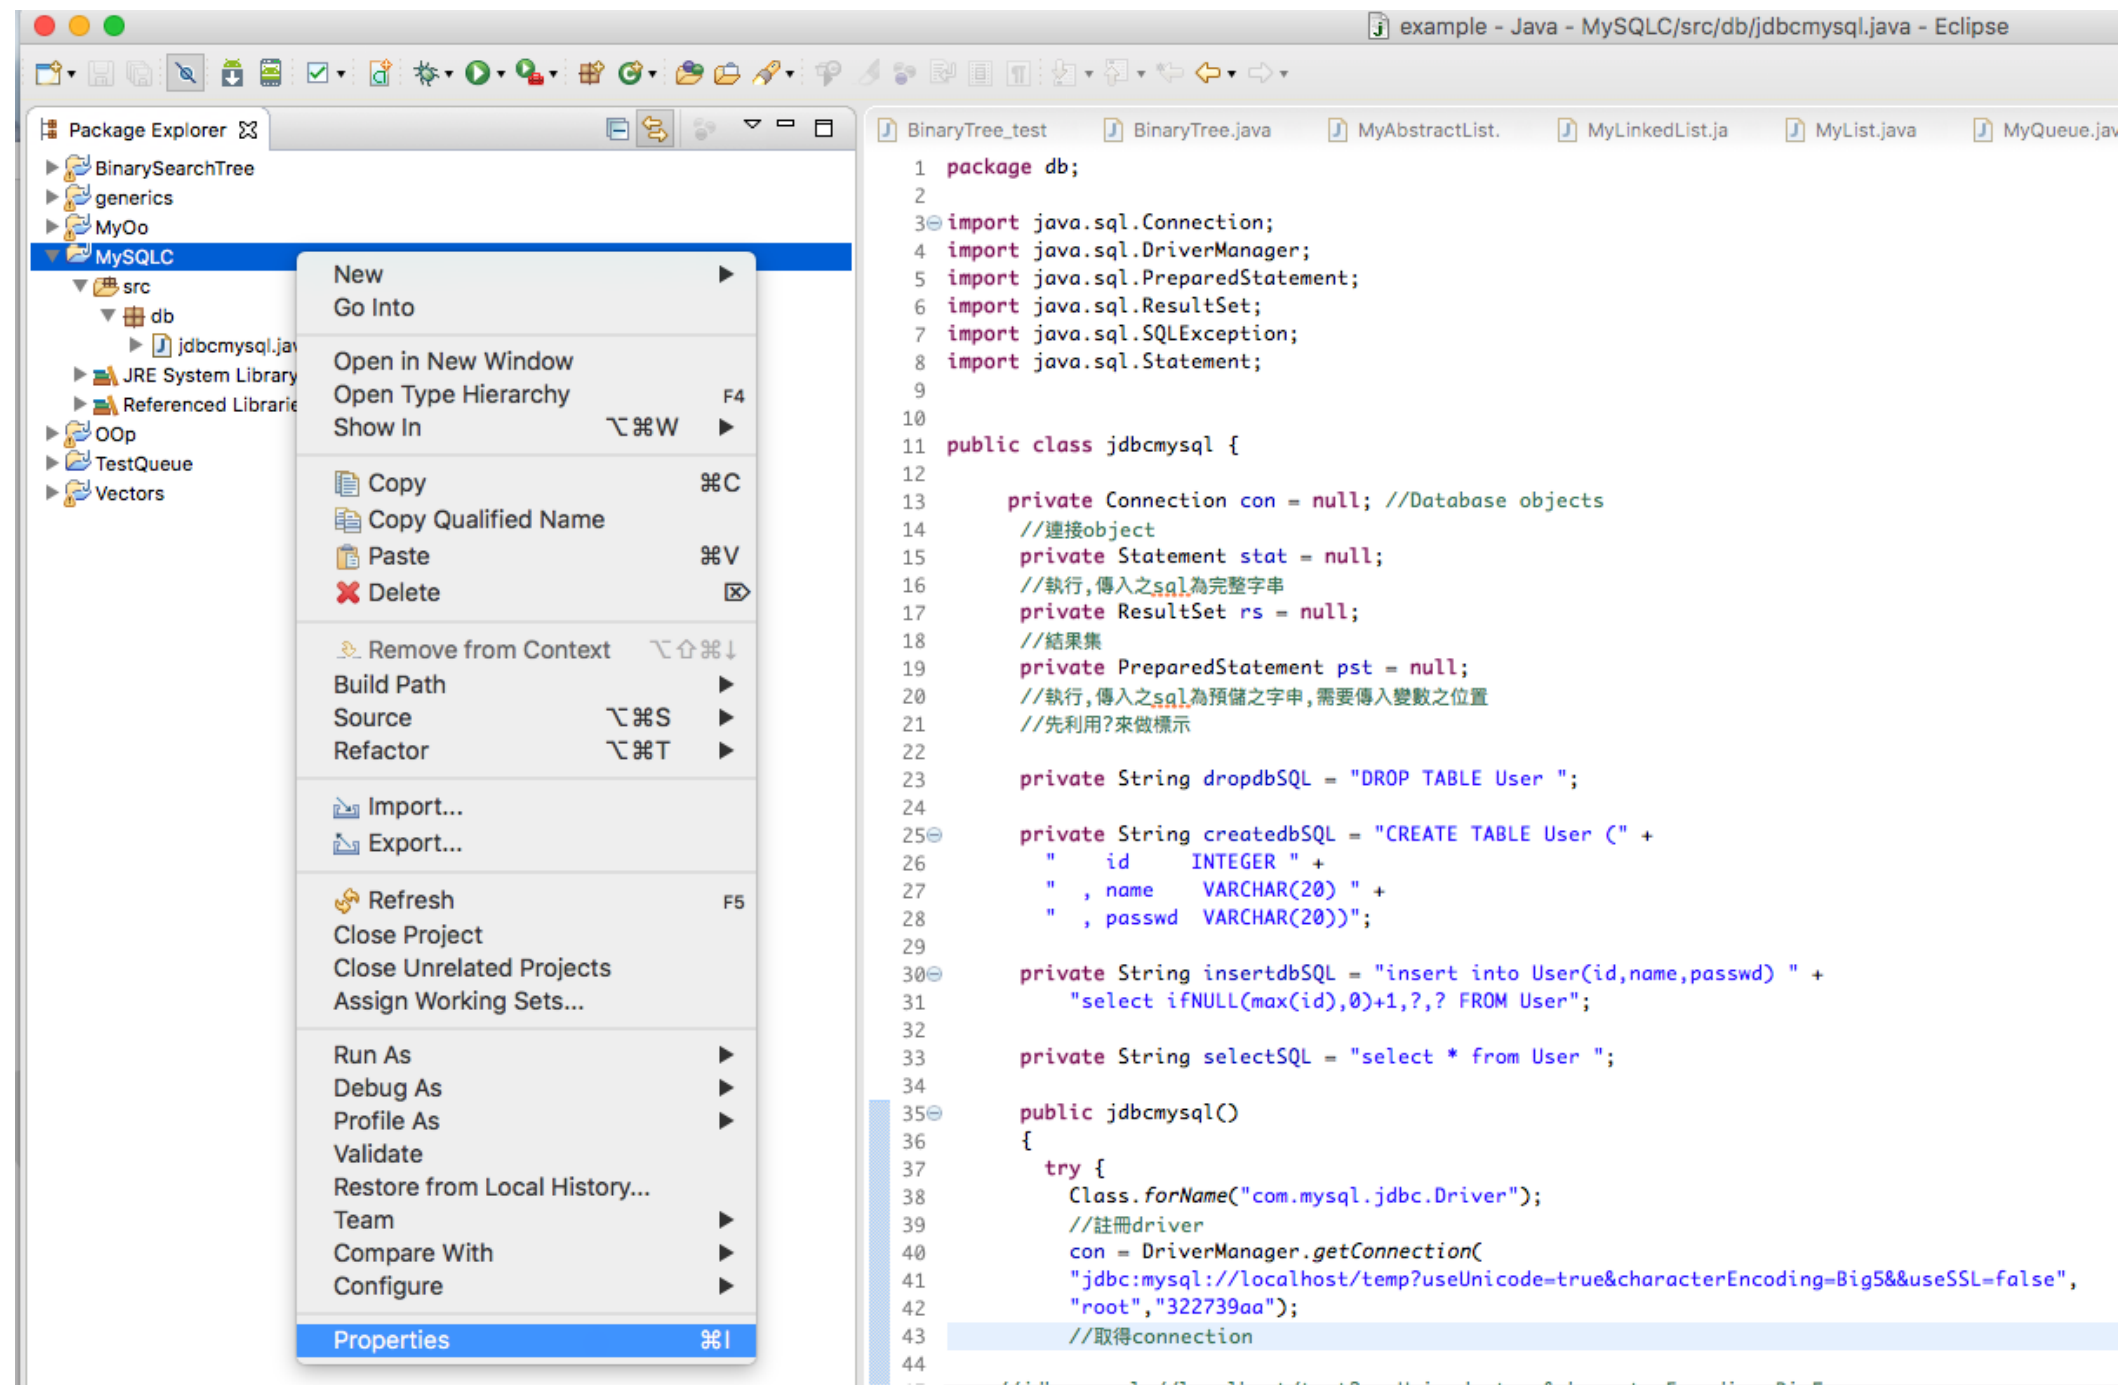 example - Java - MySQLC/src/db/jdbcmysql.java - Eclipse
Package Explorer
BinarySearchTree
generics
MyOo
MySQLC
src
db
jdbcmysql.jav
JRE System Library
Referenced Librarie
OOp
TestQueue
Vectors
New
Go Into
Open in New Window
Open Type Hierarchy F4
Show In ⌥⌘W
Copy ⌘C
Copy Qualified Name
Paste ⌘V
Delete ⌦
Remove from Context ⌥⇧⌘↓
Build Path
Source ⌥⌘S
Refactor ⌥⌘T
Import...
Export...
Refresh F5
Close Project
Close Unrelated Projects
Assign Working Sets...
Run As
Debug As
Profile As
Validate
Restore from Local History...
Team
Compare With
Configure
Properties ⌘I
BinaryTree_test BinaryTree.java MyAbstractList. MyLinkedList.ja MyList.java MyQueue.jav
1 package db;
2
3 import java.sql.Connection;
4 import java.sql.DriverManager;
5 import java.sql.PreparedStatement;
6 import java.sql.ResultSet;
7 import java.sql.SQLException;
8 import java.sql.Statement;
9
10
11 public class jdbcmysql {
12
13 private Connection con = null; //Database objects
14 //連接object
15 private Statement stat = null;
16 //執行,傳入之sql為完整字串
17 private ResultSet rs = null;
18 //結果集
19 private PreparedStatement pst = null;
20 //執行,傳入之sql為預儲之字申,需要傳入變數之位置
21 //先利用?來做標示
22
23 private String dropdbSQL = "DROP TABLE User ";
24
25 private String createdbSQL = "CREATE TABLE User (" +
26 "    id     INTEGER " +
27 "  , name    VARCHAR(20) " +
28 "  , passwd  VARCHAR(20))";
29
30 private String insertdbSQL = "insert into User(id,name,passwd) " +
31 "select ifNULL(max(id),0)+1,?,? FROM User";
32
33 private String selectSQL = "select * from User ";
34
35 public jdbcmysql()
36 {
37 try {
38 Class.forName("com.mysql.jdbc.Driver");
39 //註冊driver
40 con = DriverManager.getConnection(
41 "jdbc:mysql://localhost/temp?useUnicode=true&characterEncoding=Big5&&useSSL=false",
42 "root","322739aa");
43 //取得connection
44